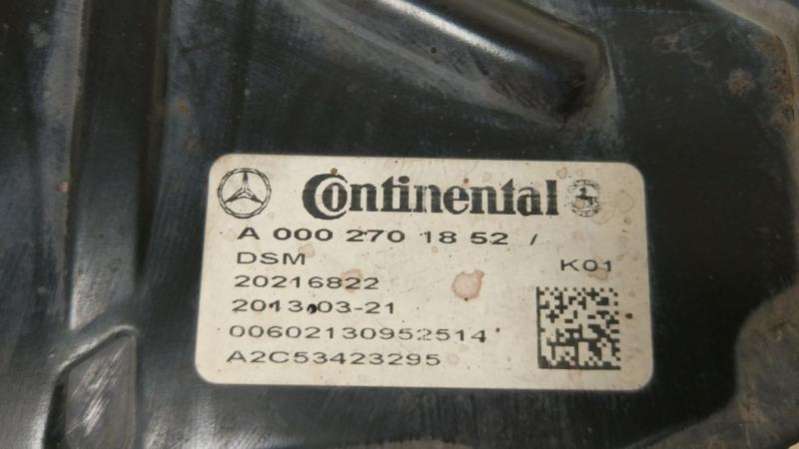 Continental
A 000 270 18 52 /
DSM K01
20216822
2013-03-21
00602130952514
A2C53423295